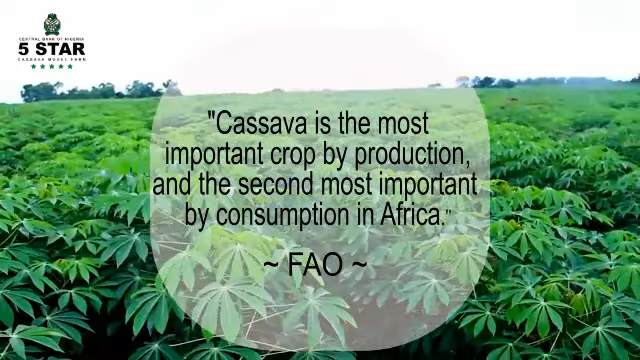 CENTRAL BANK OF NIGERIA
5 STAR
CASSAVA MODEL FARM
"Cassava is the most
important crop by production,
and the second most important
by consumption in Africa."
~ FAO ~